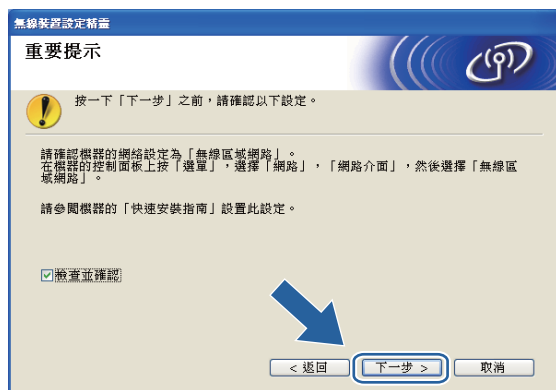 無線裝置設定精靈
重要提示
按一下「下一步」之前，請確認以下設定。
請確認機器的網絡設定為「無線區域網路」。
在機器的控制面板上按「選單」，選擇「網路」，「網路介面」，然後選擇「無線區
域網路」。
請參閱機器的「快速安裝指南」設置此設定。
檢查並確認
< 返回
下一步 >
取消